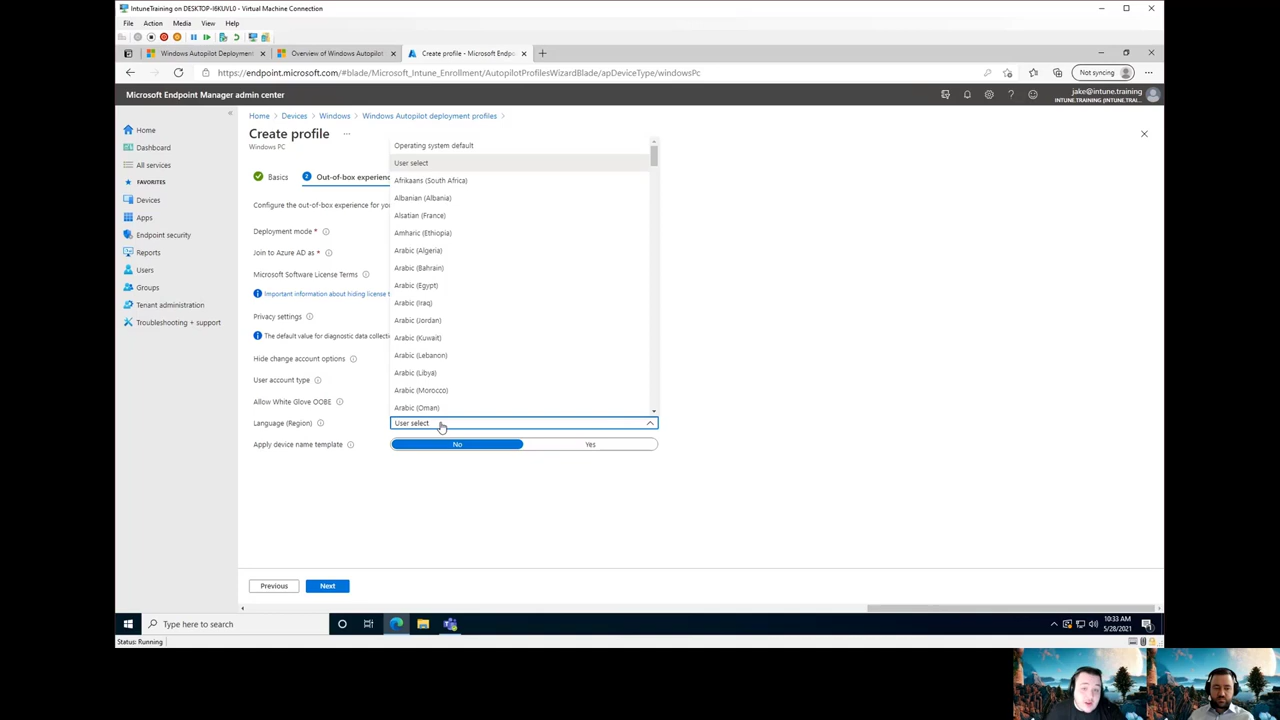 IntuneTraining on DESKTOP-I6KUVL0 - Virtual Machine Connection
File Action Media View Help
Windows Autopilot Deployment
Overview of Windows Autopilot
Create profile - Microsoft Endpo
https://endpoint.microsoft.com/#blade/Microsoft_Intune_Enrollment/AutopilotProfilesWizardBlade/apDeviceType/windowsPc
Not syncing
Microsoft Endpoint Manager admin center
jake@intune.training
INTUNE.TRAINING (INTUNE.TRAI...
Home
Dashboard
All services
FAVORITES
Devices
Apps
Endpoint security
Reports
Users
Groups
Tenant administration
Troubleshooting + support
Home > Devices > Windows > Windows Autopilot deployment profiles >
Create profile ...
Windows PC
Basics
2 Out-of-box experienc
Configure the out-of-box experience for yo
Deployment mode *
Join to Azure AD as *
Microsoft Software License Terms
Important information about hiding license t
Privacy settings
The default value for diagnostic data collecti
Hide change account options
User account type
Allow White Glove OOBE
Language (Region)
Apply device name template
Operating system default
User select
Afrikaans (South Africa)
Albanian (Albania)
Alsatian (France)
Amharic (Ethiopia)
Arabic (Algeria)
Arabic (Bahrain)
Arabic (Egypt)
Arabic (Iraq)
Arabic (Jordan)
Arabic (Kuwait)
Arabic (Lebanon)
Arabic (Libya)
Arabic (Morocco)
Arabic (Oman)
User select
No Yes
Previous Next
Type here to search
10:33 AM
5/28/2021
Status: Running